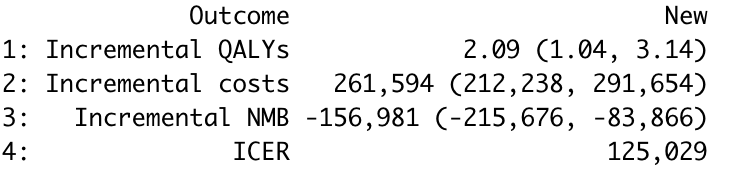 Outcome New
1: Incremental QALYs 2.09 (1.04, 3.14)
2: Incremental costs 261,594 (212,238, 291,654)
3: Incremental NMB -156,981 (-215,676, -83,866)
4: ICER 125,029